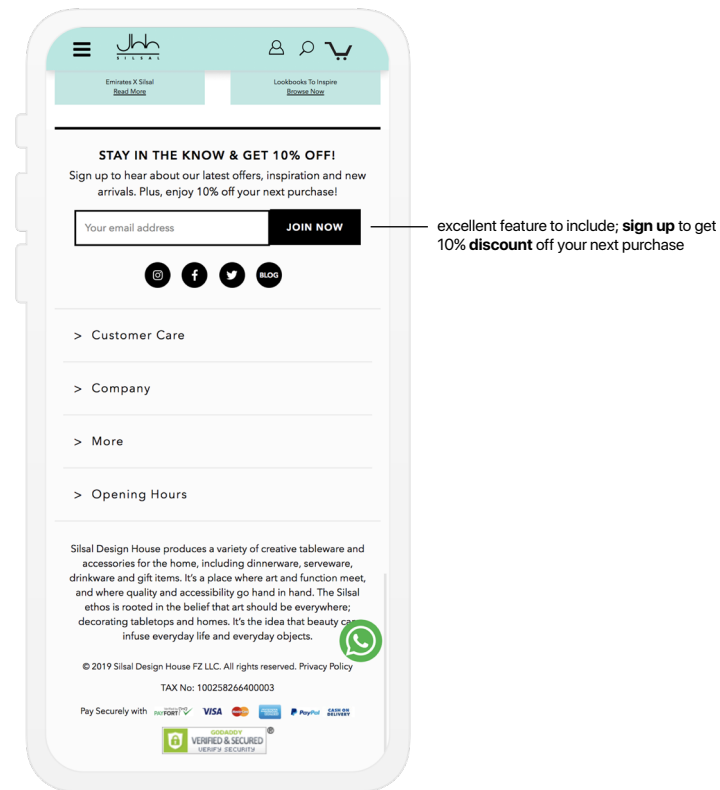 SILSAL
Emirates X Silsal
Read More
Lookbooks To Inspire
Browse Now
STAY IN THE KNOW & GET 10% OFF!
Sign up to hear about our latest offers, inspiration and new
arrivals. Plus, enjoy 10% off your next purchase!
Your email address
JOIN NOW
excellent feature to include; sign up to get
10% discount off your next purchase
BLOG
> Customer Care
> Company
> More
> Opening Hours
Silsal Design House produces a variety of creative tableware and
accessories for the home, including dinnerware, serveware,
drinkware and gift items. It's a place where art and function meet,
and where quality and accessibility go hand in hand. The Silsal
ethos is rooted in the belief that art should be everywhere;
decorating tabletops and homes. It's the idea that beauty can
infuse everyday life and everyday objects.
© 2019 Silsal Design House FZ LLC. All rights reserved. Privacy Policy
TAX No: 100258266400003
Pay Securely with PAYFORT VISA PayPal CASH ON DELIVERY
GODADDY
VERIFIED & SECURED
VERIFY SECURITY